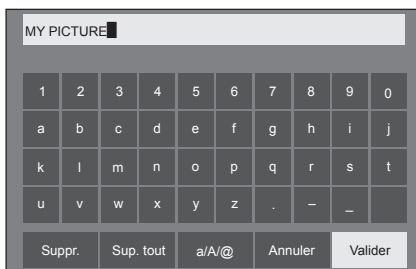 MY PICTURE
1 2 3 4 5 6 7 8 9 0
a b c d e f g h i j
k l m n o p q r s t
u v w x y z . – _
Suppr. Sup. tout a/A/@ Annuler Valider